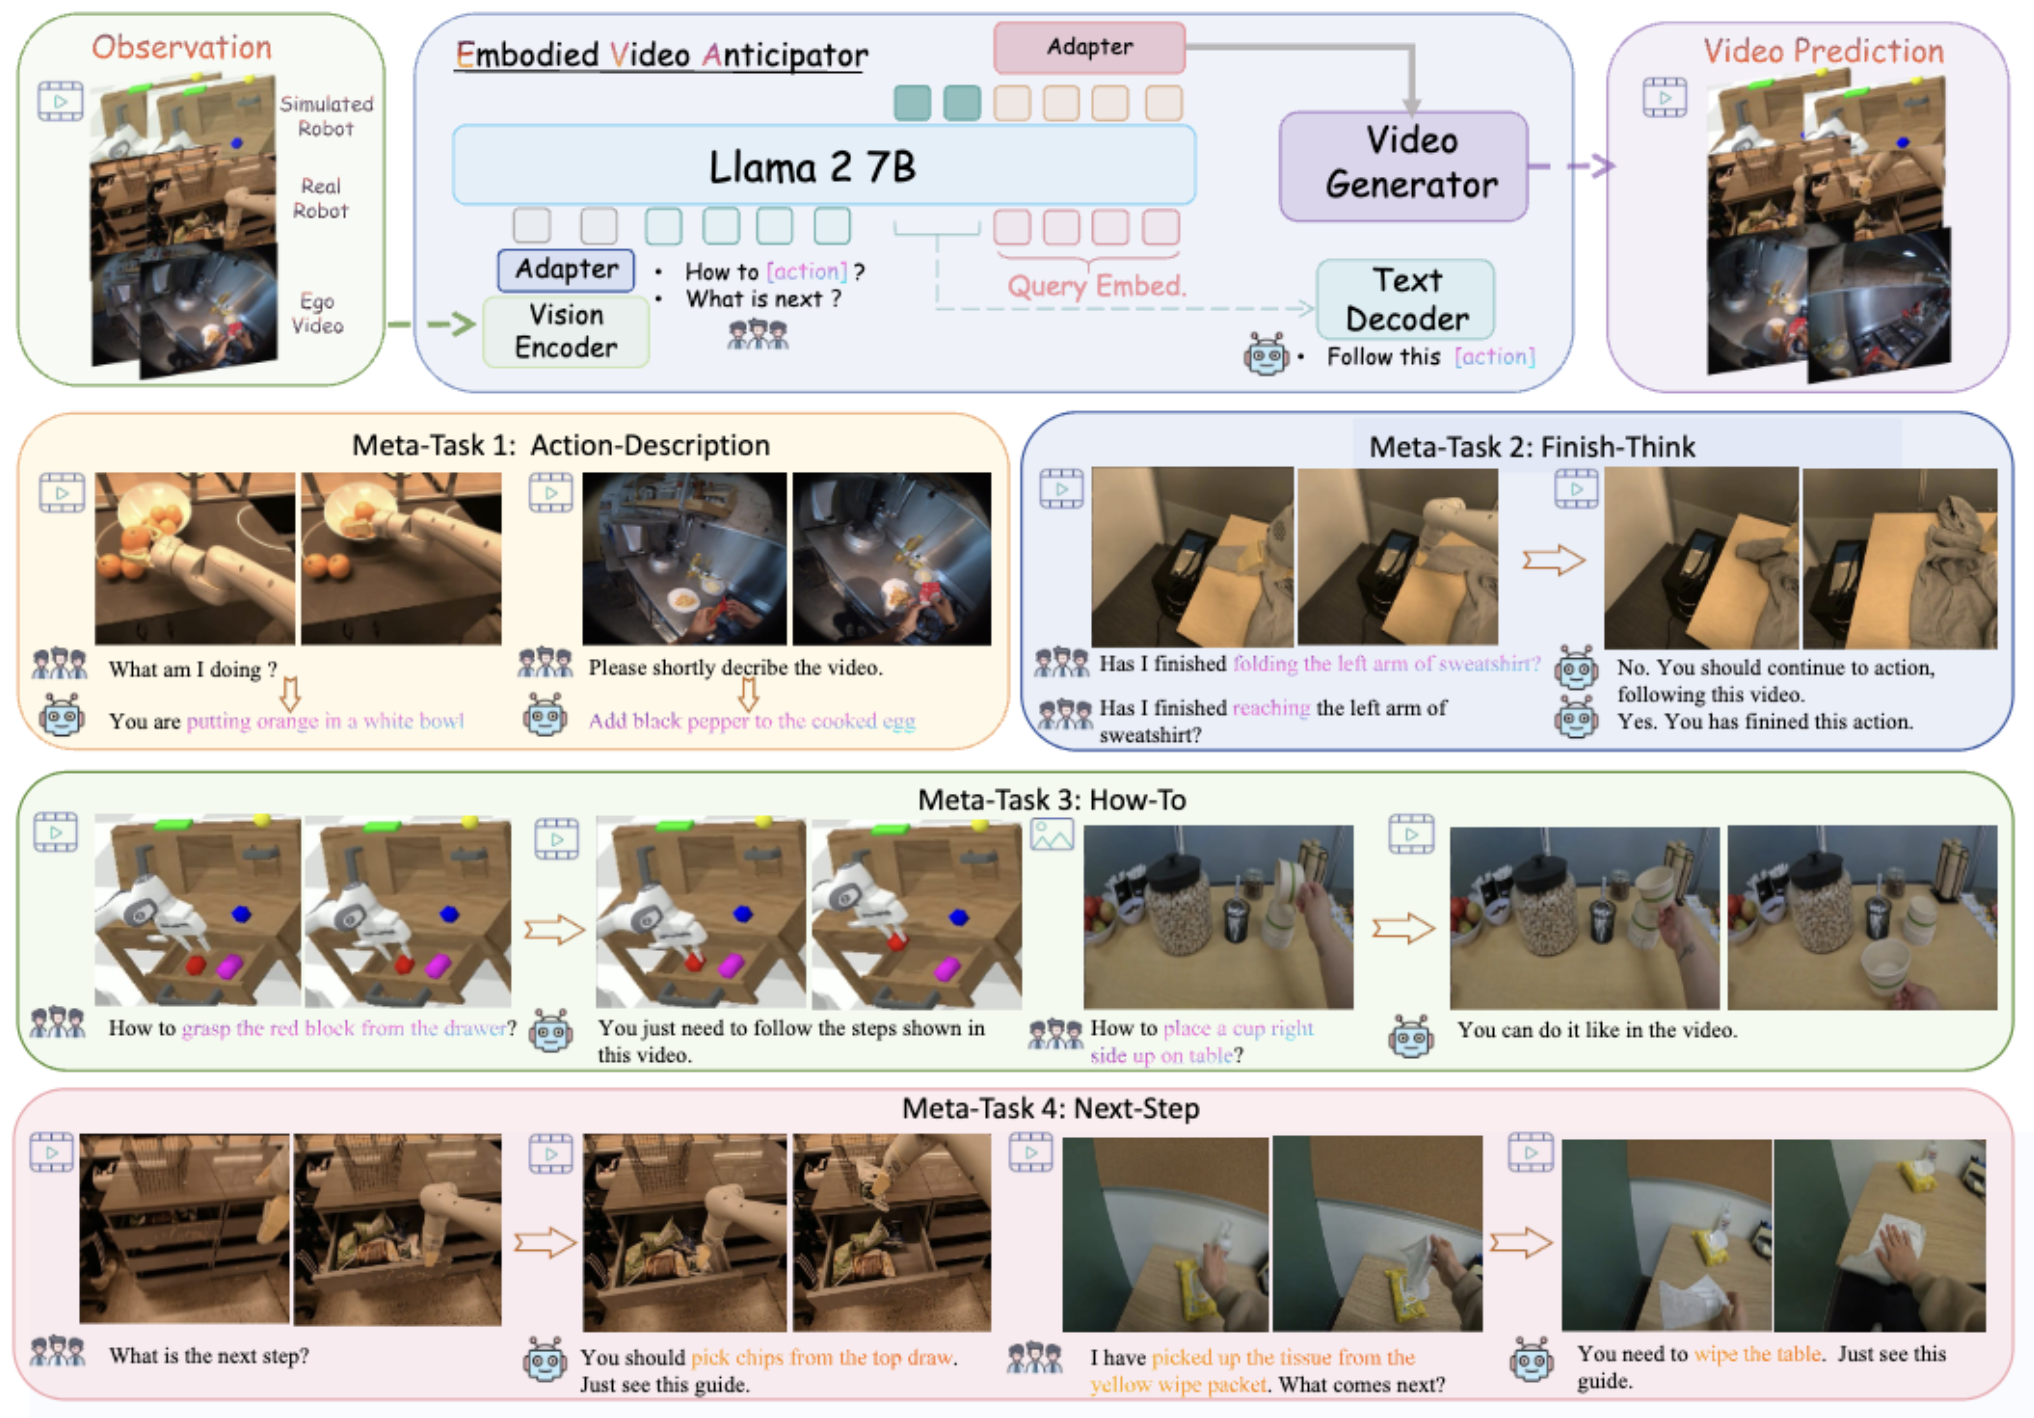 Observation
Simulated
Robot
Real
Robot
Ego
Video
Embodied Video Anticipator
Adapter
Llama 2 7B
Adapter
Vision
Encoder
• How to [action] ?
• What is next ?
Query Embed.
Video
Generator
Text
Decoder
• Follow this [action]
Video Prediction
Meta-Task 1: Action-Description
What am I doing ?
You are putting orange in a white bowl
Please shortly decribe the video.
Add black pepper to the cooked egg
Meta-Task 2: Finish-Think
Has I finished folding the left arm of sweatshirt?
Has I finished reaching the left arm of
sweatshirt?
No. You should continue to action,
following this video.
Yes. You has finined this action.
Meta-Task 3: How-To
How to grasp the red block from the drawer?
You just need to follow the steps shown in
this video.
How to place a cup right
side up on table?
You can do it like in the video.
Meta-Task 4: Next-Step
What is the next step?
You should pick chips from the top draw.
Just see this guide.
I have picked up the tissue from the
yellow wipe packet. What comes next?
You need to wipe the table. Just see this
guide.